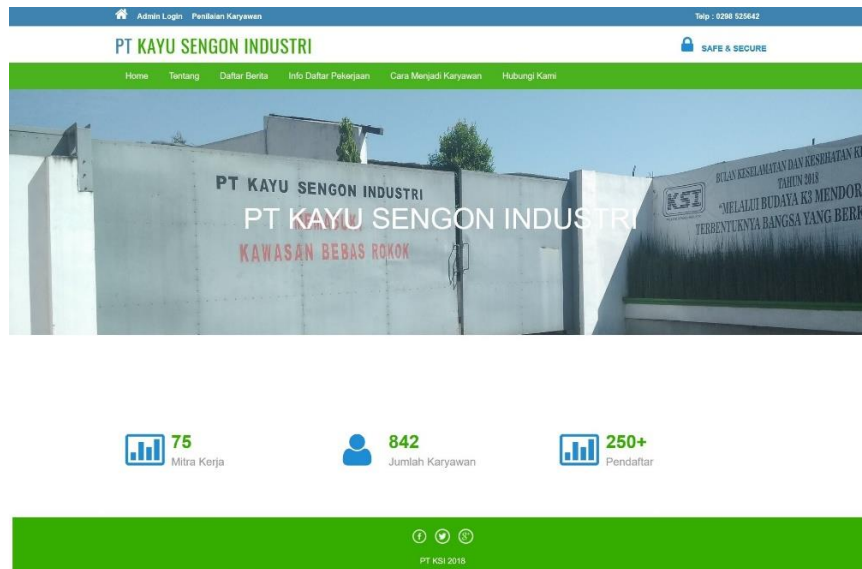 Admin Login Penilaian Karyawan Telp : 0298 525642
PT KAYU SENGON INDUSTRI
SAFE & SECURE
Home Tentang Daftar Berita Info Daftar Pekerjaan Cara Menjadi Karyawan Hubungi Kami
PT KAYU SENGON INDUSTRI
PT KAYU SENGON INDUSTRI
KAWASAN BEBAS ROKOK
KSI
BULAN KESELAMATAN DAN KESEHATAN
TAHUN 2018
"MELALUI BUDAYA K3
TERBENTUKNYA BANGSA YANG
75
Mitra Kerja
842
Jumlah Karyawan
250+
Pendaftar
PT KSI 2018